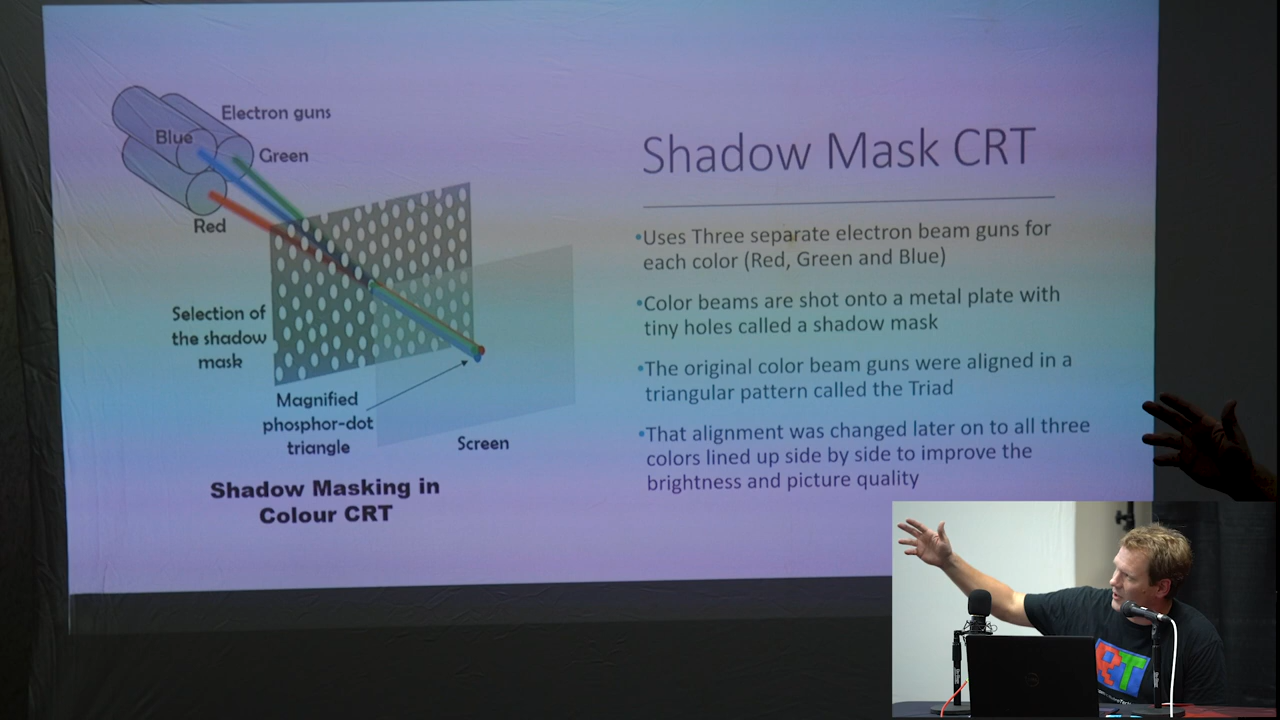 Electron guns
Blue
Green
Red
Selection of
the shadow
mask
Magnified
phosphor-dot
triangle
Screen
Shadow Masking in
Colour CRT
Shadow Mask CRT
•Uses Three separate electron beam guns for
each color (Red, Green and Blue)
•Color beams are shot onto a metal plate with
tiny holes called a shadow mask
•The original color beam guns were aligned in a
triangular pattern called the Triad
•That alignment was changed later on to all three
colors lined up side by side to improve the
brightness and picture quality
RT